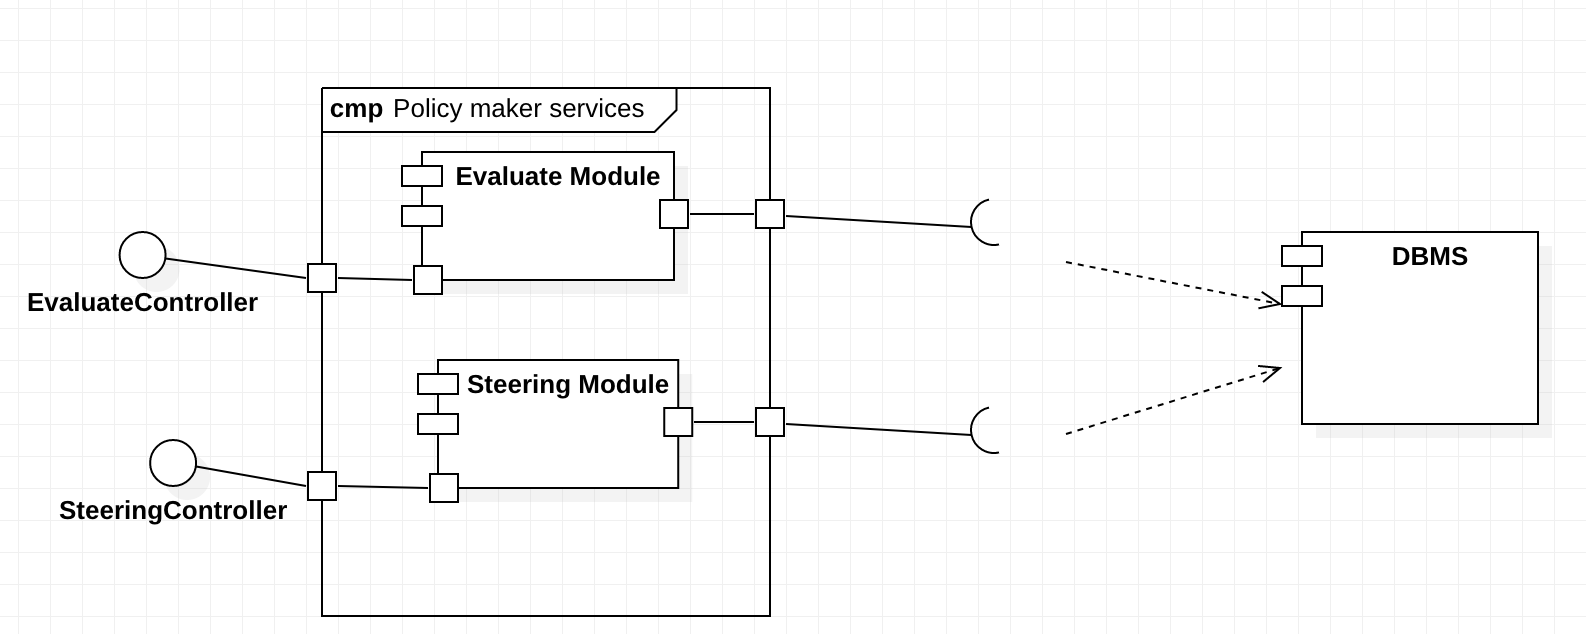 cmp Policy maker services
Evaluate Module
EvaluateController
Steering Module
SteeringController
DBMS